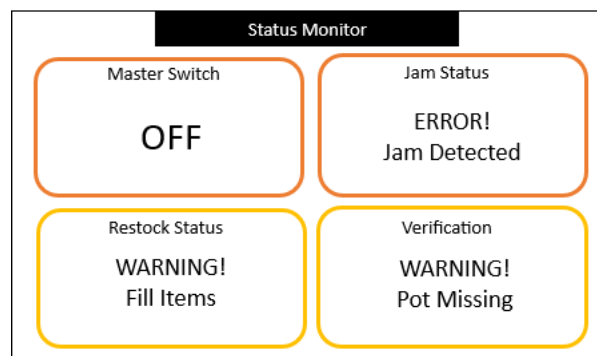 Status Monitor
Master Switch
OFF
Jam Status
ERROR!
Jam Detected
Restock Status
WARNING!
Fill Items
Verification
WARNING!
Pot Missing